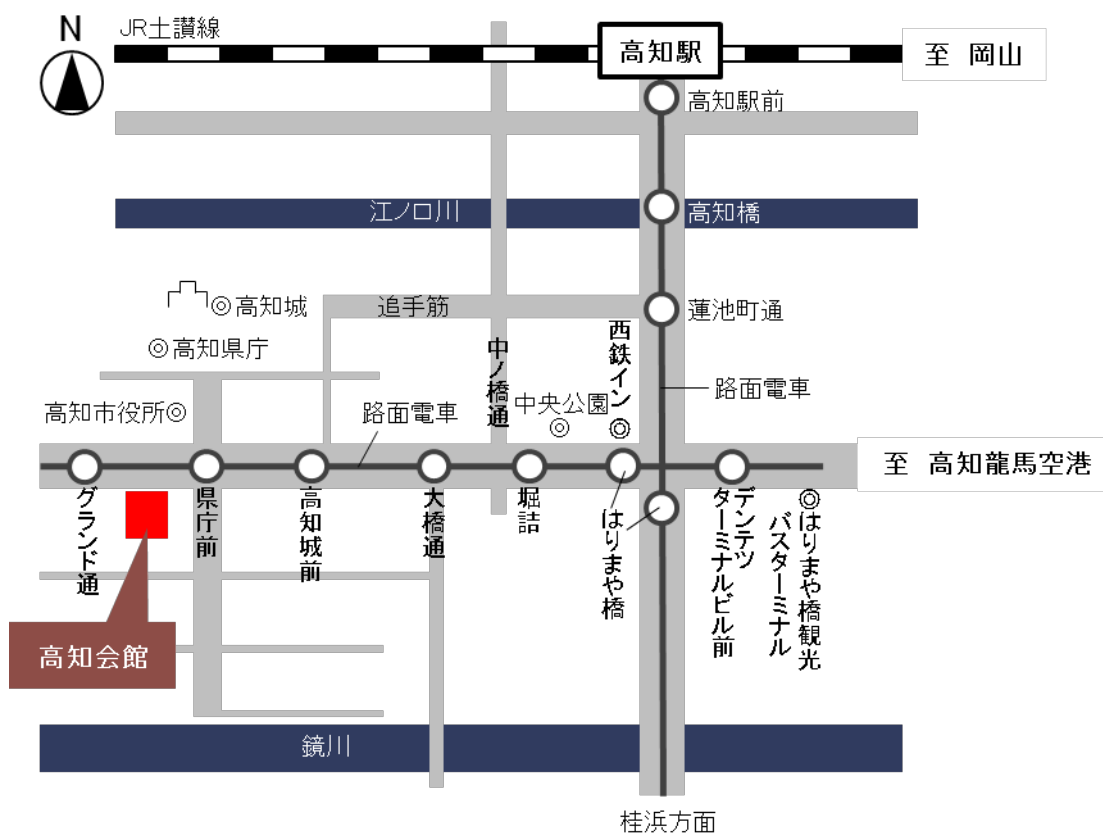 N
JR土讃線
高知駅
至 岡山
高知駅前
江ノ口川
高知橋
高知城
追手筋
蓮池町通
高知県庁
中ノ橋通
西鉄イン
路面電車
高知市役所
路面電車
中央公園
至 高知龍馬空港
グランド通
県庁前
高知城前
大橋通
堀詰
はりまや橋
デンテツ
ターミナルビル前
はりまや橋観光
バスターミナル
高知会館
鏡川
桂浜方面